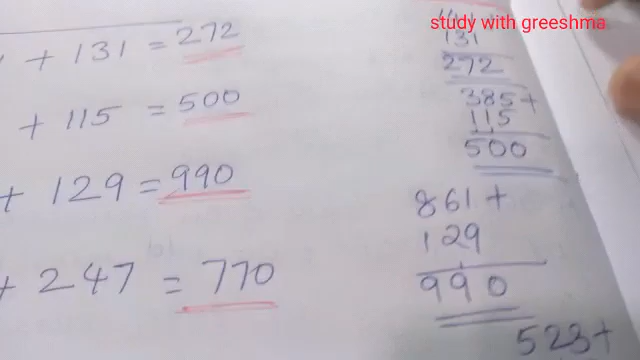 study with greeshma
+ 131 = 272
131
272
+ 115 = 500
385+
115
500
+ 129 = 990
861+
129
990
+ 247 = 770
523+